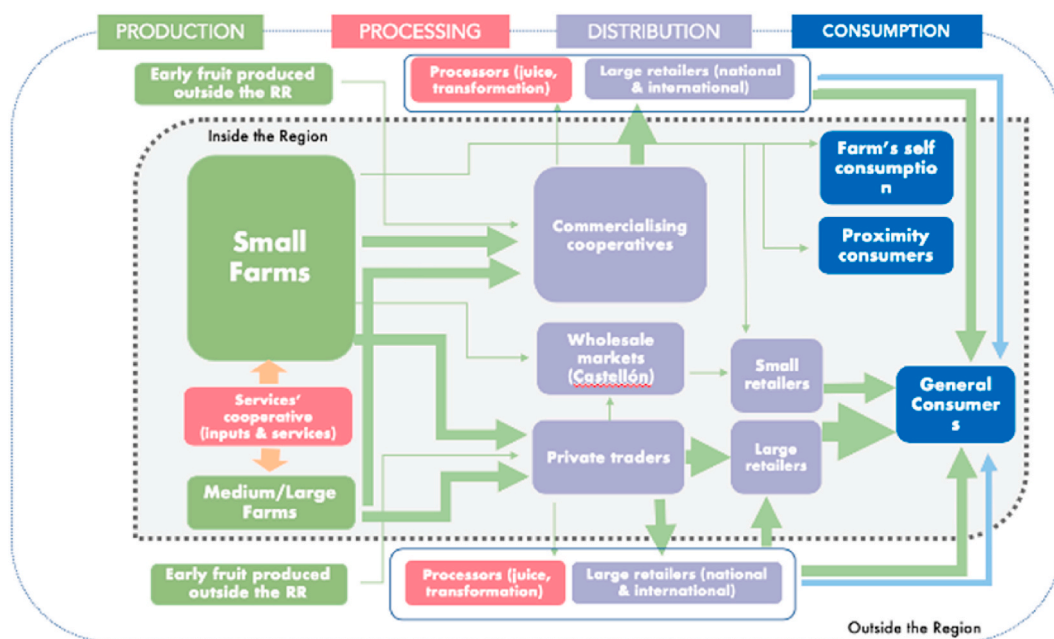 PRODUCTION
PROCESSING
DISTRIBUTION
CONSUMPTION
Early fruit produced
outside the RR
Processors (juice,
transformation)
Large retailers (national
& international)
Inside the Region
Small
Farms
Commercialising
cooperatives
Farm's self
consumptio
n
Proximity
consumers
Wholesale
markets
(Castellón)
Small
retailers
General
Consumer
s
Services'
cooperative
(inputs & services)
Private traders
Large
retailers
Medium/Large
Farms
Early fruit produced
outside the RR
Processors (juice,
transformation)
Large retailers (national
& international)
Outside the Region